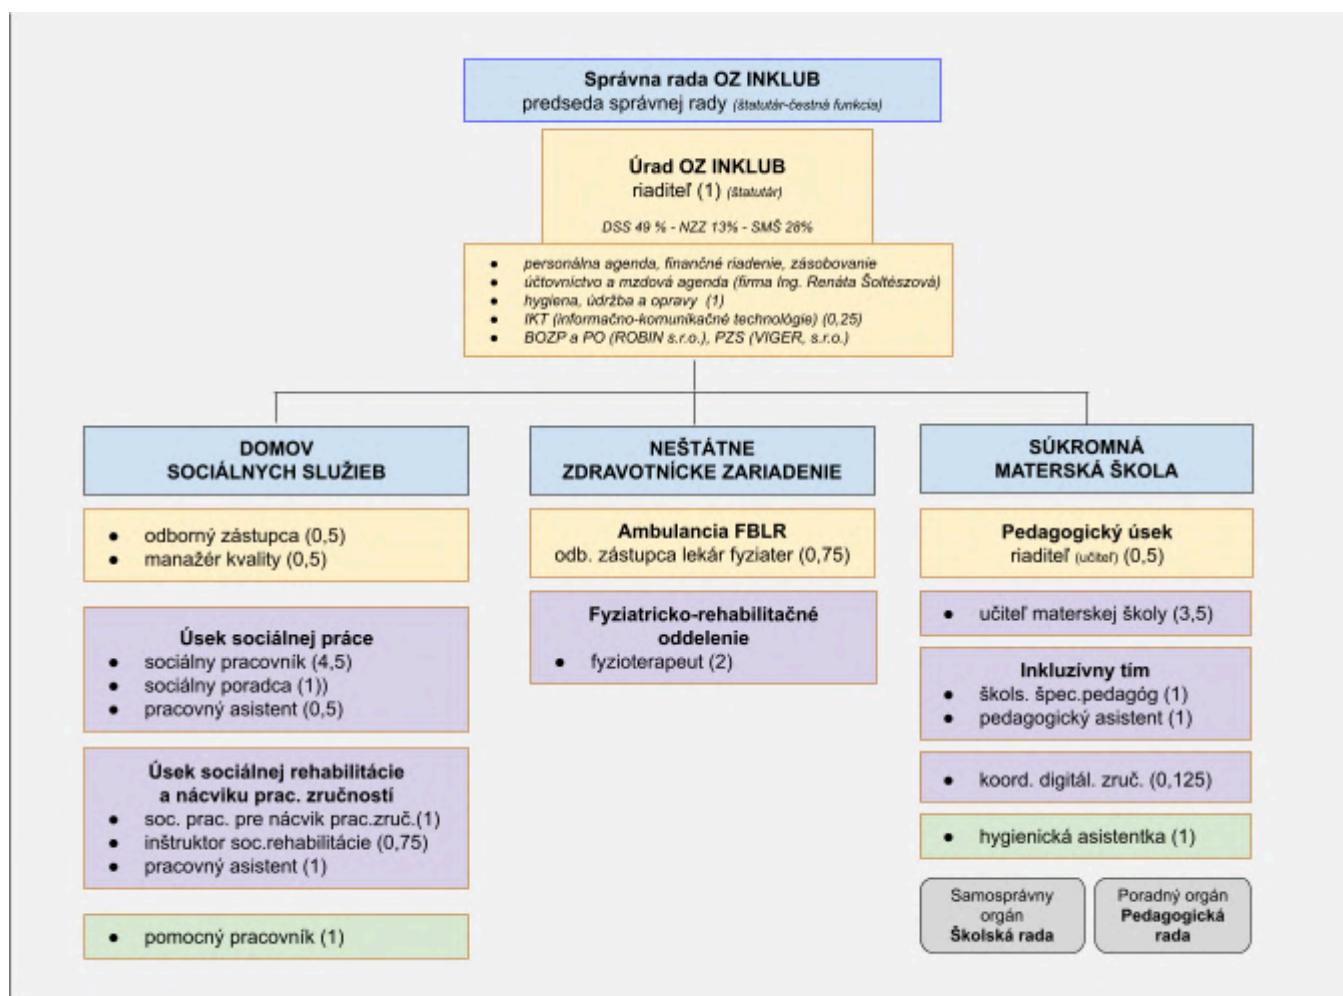 Správna rada OZ INKLUB
predseda správnej rady (štatutár-čestná funkcia)
Úrad OZ INKLUB
riaditeľ (1) (štatutár)
DSS 49 % - NZZ 13% - SMŠ 28%
● personálna agenda, finančné riadenie, zásobovanie
● účtovníctvo a mzdová agenda (firma Ing. Renáta Šoltészová)
● hygiena, údržba a opravy (1)
● IKT (informačno-komunikačné technológie) (0,25)
● BOZP a PO (ROBIN s.r.o.), PZS (VIGER, s.r.o.)
DOMOV
SOCIÁLNYCH SLUŽIEB
● odborný zástupca (0,5)
● manažér kvality (0,5)
Úsek sociálnej práce
● sociálny pracovník (4,5)
● sociálny poradca (1))
● pracovný asistent (0,5)
Úsek sociálnej rehabilitácie
a nácviku prac. zručností
● soc. prac. pre nácvik prac.zruč.(1)
● inštruktor soc.rehabilitácie (0,75)
● pracovný asistent (1)
● pomocný pracovník (1)
NEŠTÁTNE
ZDRAVOTNÍCKE ZARIADENIE
Ambulancia FBLR
odb. zástupca lekár fyziater (0,75)
Fyziatricko-rehabilitačné
oddelenie
● fyzioterapeut (2)
SÚKROMNÁ
MATERSKÁ ŠKOLA
Pedagogický úsek
riaditeľ (učiteľ) (0,5)
● učiteľ materskej školy (3,5)
Inkluzívny tím
● škols. špec.pedagóg (1)
● pedagogický asistent (1)
● koord. digitál. zruč. (0,125)
● hygienická asistentka (1)
Samosprávny
orgán
Školská rada
Poradný orgán
Pedagogická
rada